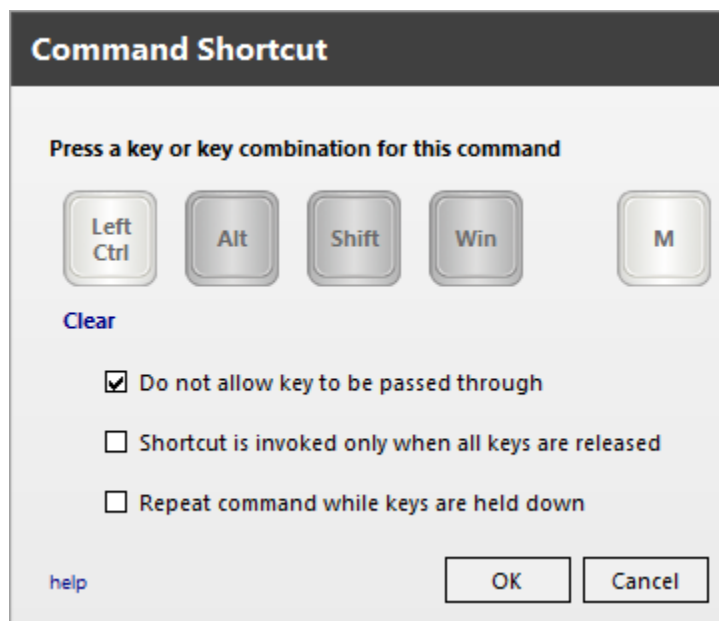 Command Shortcut
Press a key or key combination for this command
Left
Ctrl
Alt
Shift
Win
M
Clear
Do not allow key to be passed through
Shortcut is invoked only when all keys are released
Repeat command while keys are held down
help
OK
Cancel